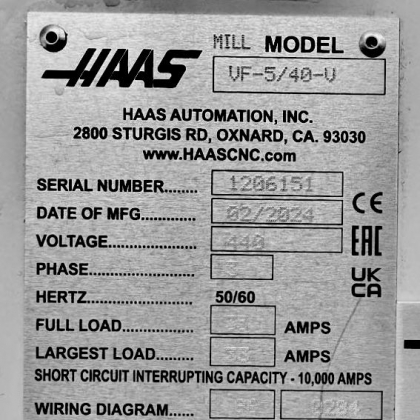 HAAS
MILL MODEL
VF-5/40-V
HAAS AUTOMATION, INC.
2800 STURGIS RD, OXNARD, CA. 93030
www.HAASCNC.com
SERIAL NUMBER....... 1206151
DATE OF MFG............ 02/2024
VOLTAGE................... 440
PHASE.......................
HERTZ....................... 50/60
FULL LOAD............... AMPS
LARGEST LOAD........ AMPS
SHORT CIRCUIT INTERRUPTING CAPACITY - 10,000 AMPS
WIRING DIAGRAM......
CE
EAC
UK
CA